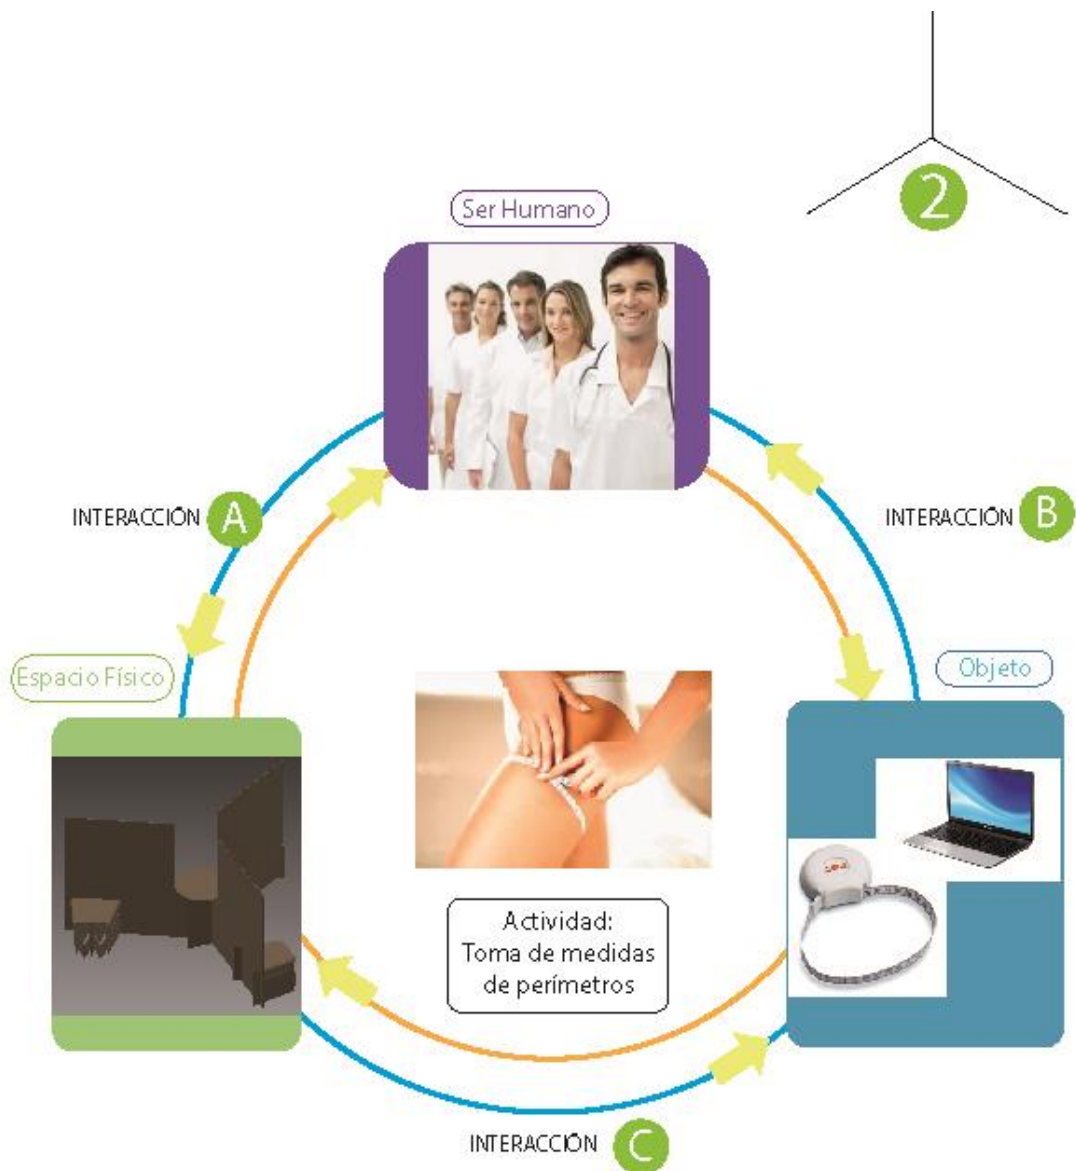 2
Ser Humano
INTERACCIÓN A
INTERACCIÓN B
Espacio Físico
Objeto
Actividad:
Toma de medidas
de perímetros
INTERACCIÓN C